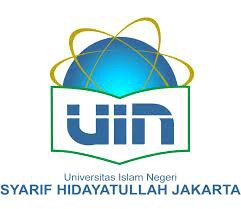 UIN
Universitas Islam Negeri
SYARIF HIDAYATULLAH JAKARTA